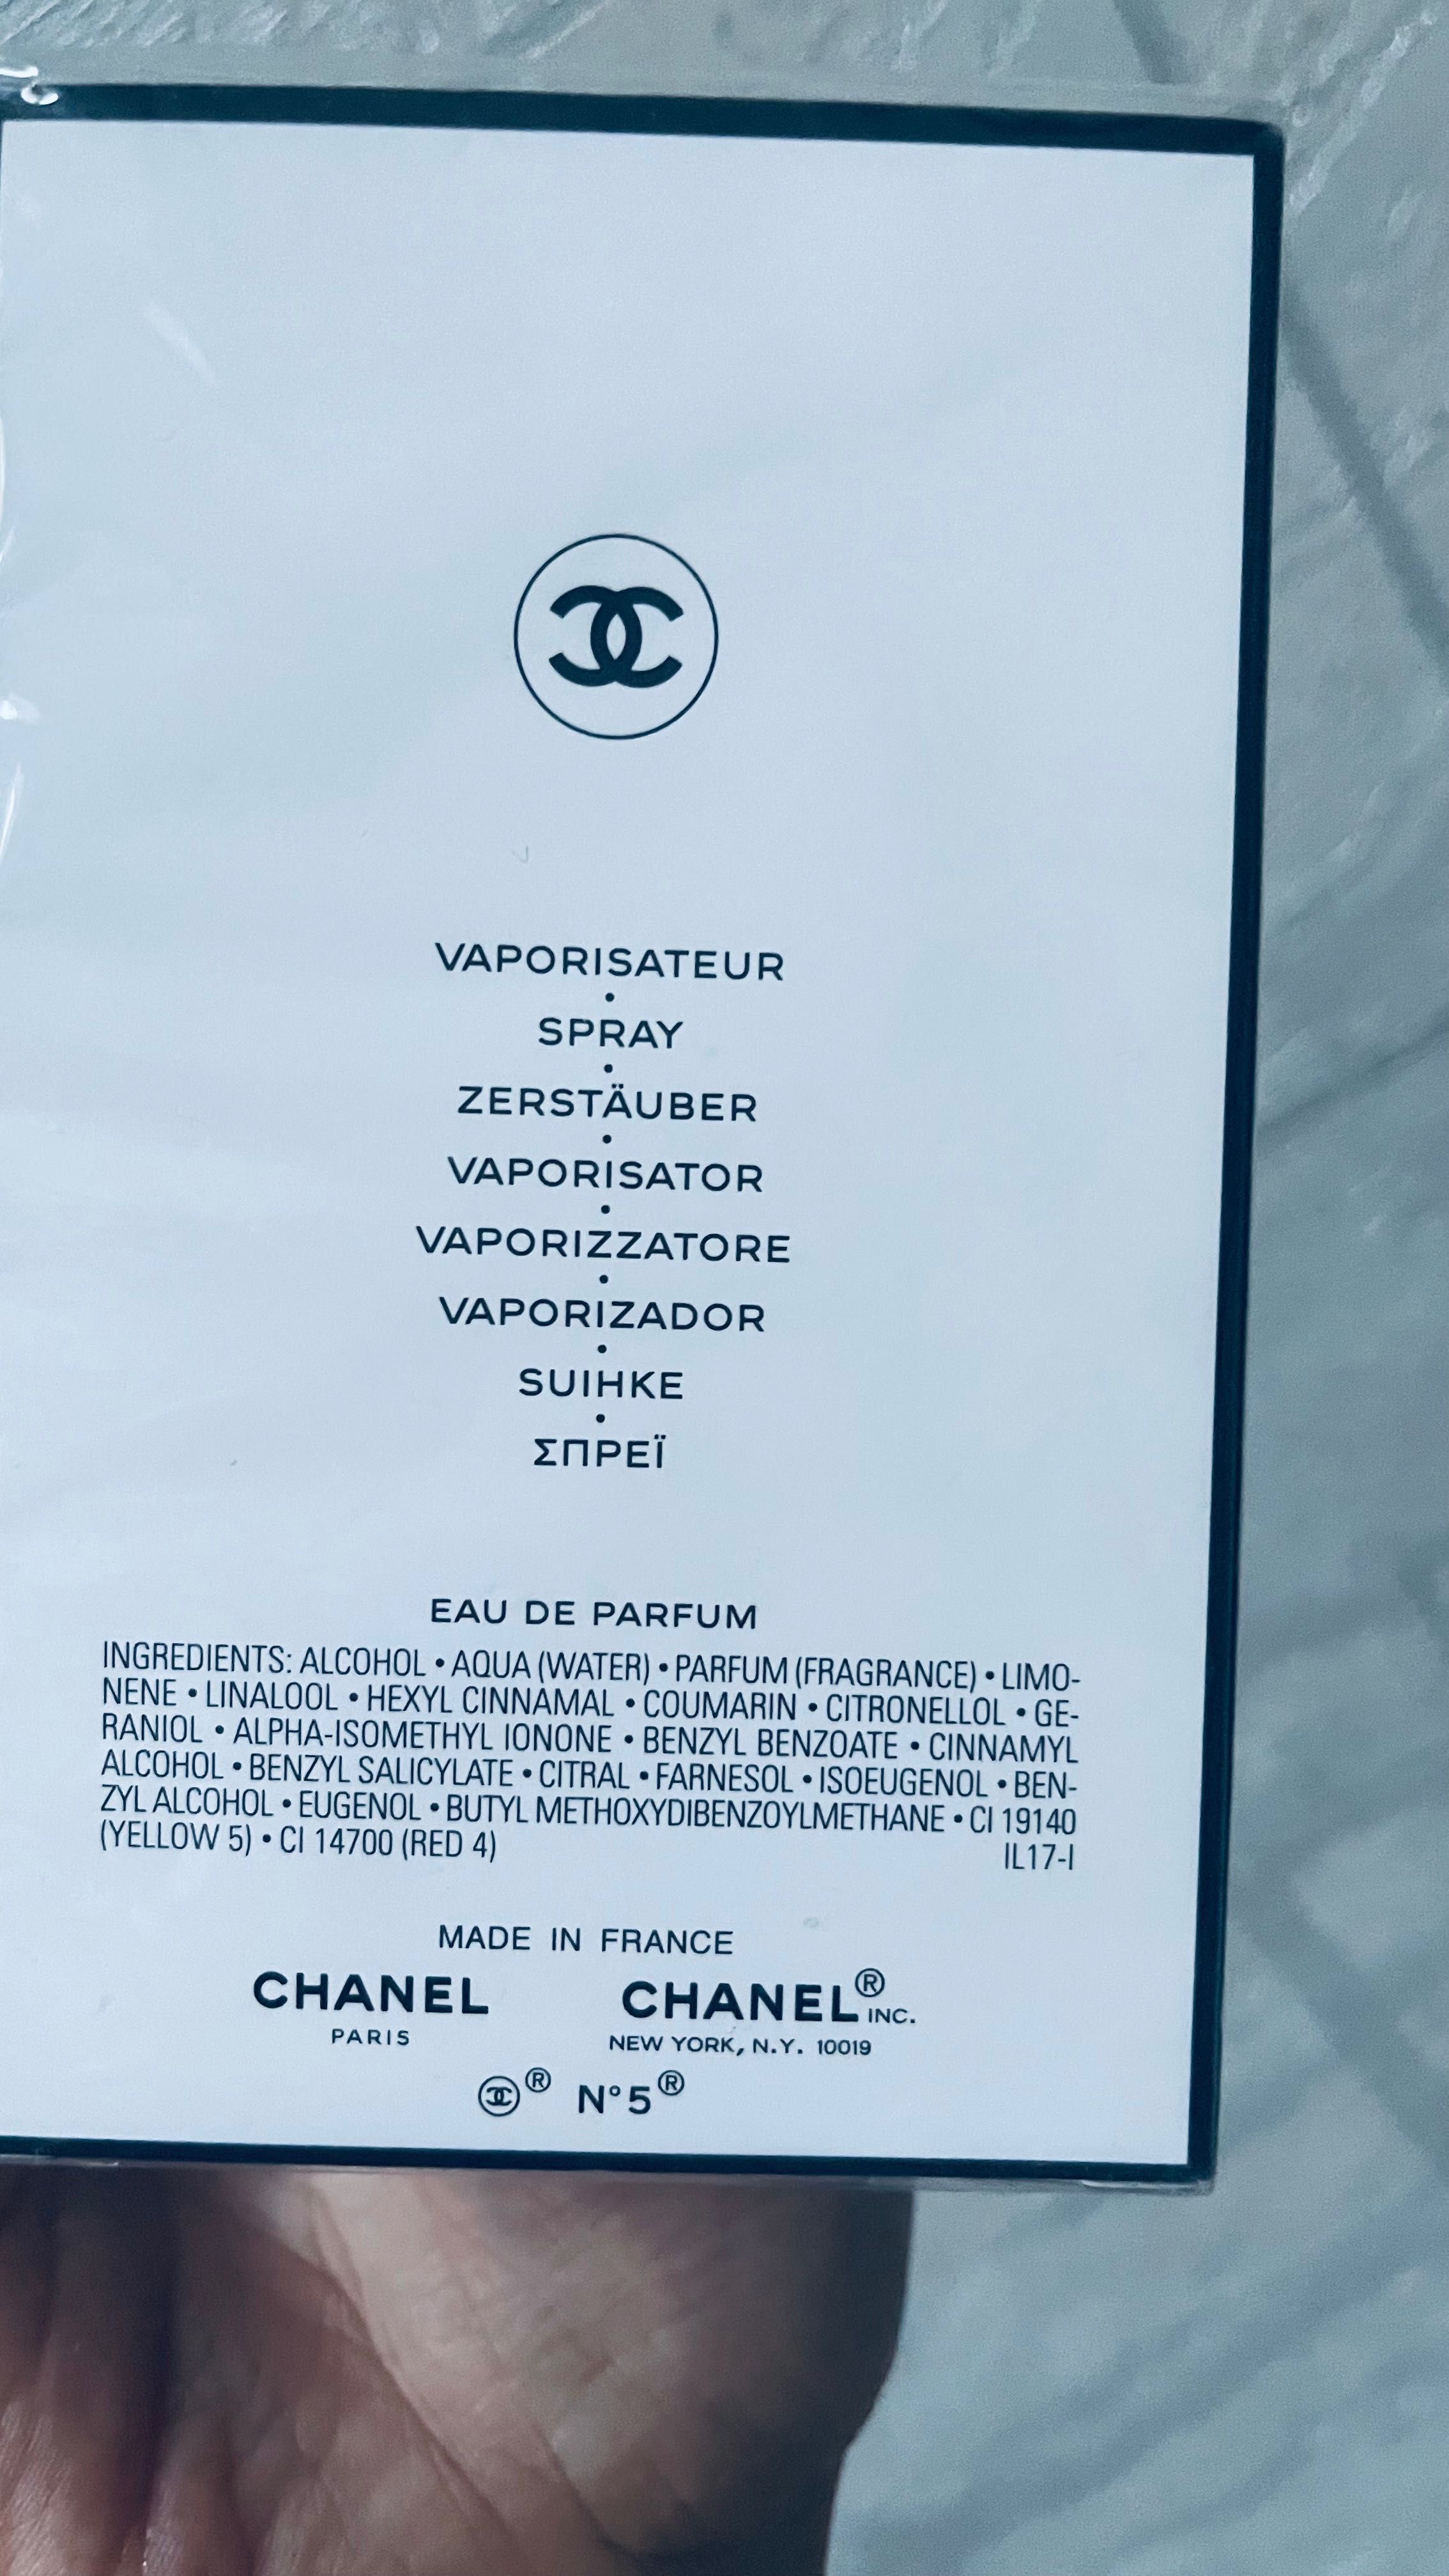 VAPORISATEUR
•
SPRAY
•
ZERSTÄUBER
•
VAPORISATOR
•
VAPORIZZATORE
•
VAPORIZADOR
•
SUIHKE
•
ΣΠΡΕΪ
EAU DE PARFUM
INGREDIENTS: ALCOHOL • AQUA (WATER) • PARFUM (FRAGRANCE) • LIMO-
NENE • LINALOOL • HEXYL CINNAMAL • COUMARIN • CITRONELLOL • GE-
RANIOL • ALPHA-ISOMETHYL IONONE • BENZYL BENZOATE • CINNAMYL
ALCOHOL • BENZYL SALICYLATE • CITRAL • FARNESOL • ISOEUGENOL • BEN-
ZYL ALCOHOL • EUGENOL • BUTYL METHOXYDIBENZOYLMETHANE • CI 19140
(YELLOW 5) • CI 14700 (RED 4) IL17-I
MADE IN FRANCE
CHANEL CHANEL® INC.
PARIS NEW YORK, N.Y. 10019
® N°5®